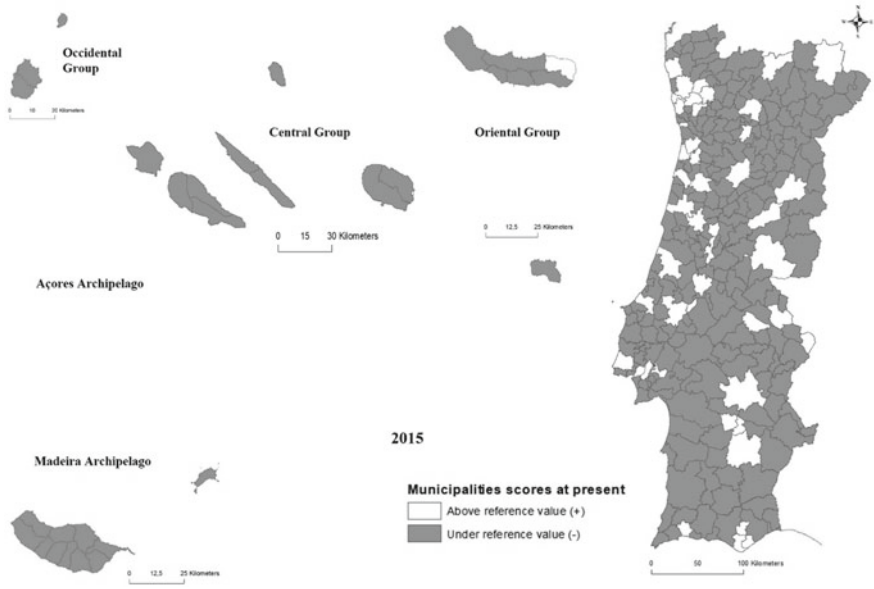 Occidental
Group
0 10 20 Kilometers
Central Group
0 15 30 Kilometers
Oriental Group
0 12,5 25 Kilometers
Açores Archipelago
2015
Madeira Archipelago
0 12,5 25 Kilometers
Municipalities scores at present
Above reference value (+)
Under reference value (-)
0 50 100 Kilometers